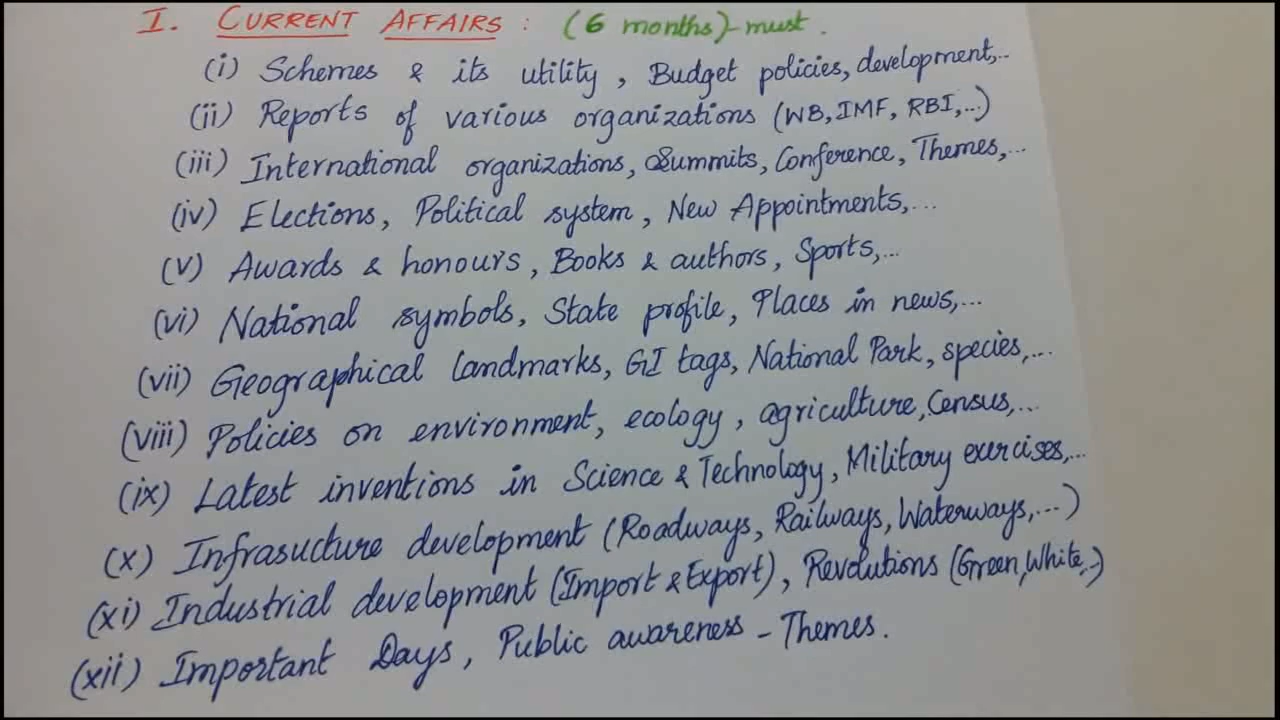 I. CURRENT AFFAIRS : (6 months)-must.
(i) Schemes & its utility, Budget policies, development,..
(ii) Reports of various organizations (WB, IMF, RBI,..)
(iii) International organizations, Summits, Conference, Themes,...
(iv) Elections, Political system, New Appointments,...
(v) Awards & honours, Books & authors, Sports,...
(vi) National symbols, State profile, Places in news,...
(vii) Geographical landmarks, GI tags, National Park, species,...
(viii) Policies on environment, ecology, agriculture, Census,...
(ix) Latest inventions in Science & Technology, Military exercises,...
(x) Infrasucture development (Roadways, Railways, Waterways,...)
(xi) Industrial development (Import & Export), Revolutions (Green, White,..)
(xii) Important Days, Public awareness - Themes.